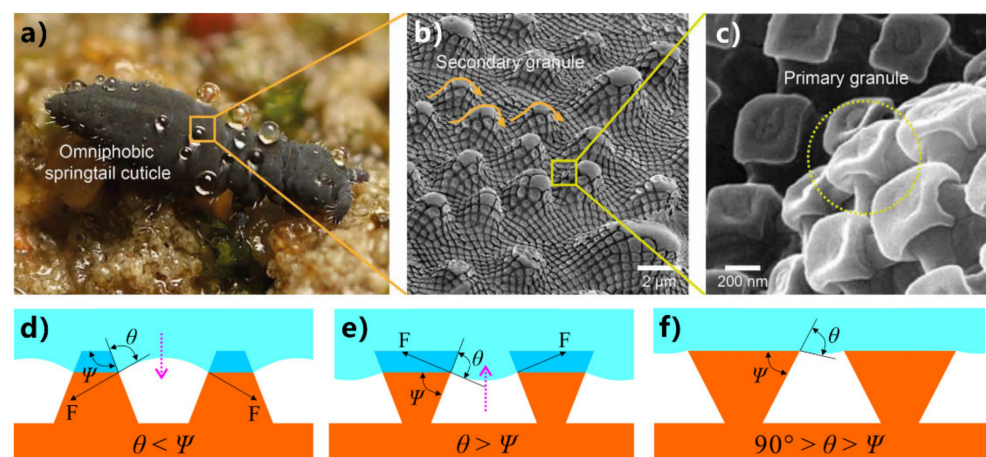 a)
Omniphobic
springtail cuticle
b)
Secondary granule
2 μm
c)
Primary granule
200 nm
d)
θ
Ψ
F
F
θ < Ψ
e)
F
θ
F
Ψ
θ > Ψ
f)
θ
Ψ
90° > θ > Ψ